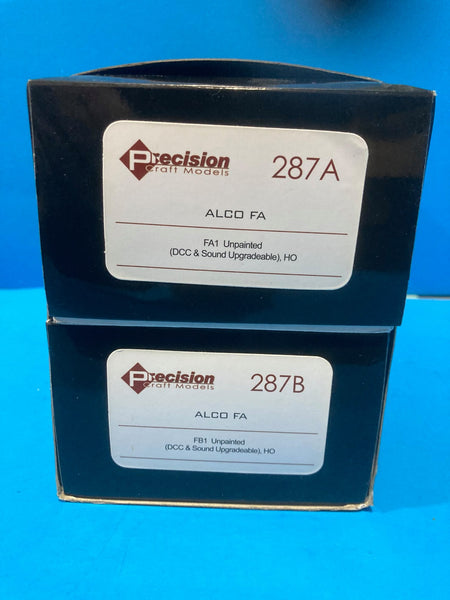 Precision
Craft Models
287A
ALCO FA
FA1 Unpainted
(DCC & Sound Upgradeable), HO
Precision
Craft Models
287B
ALCO FA
FB1 Unpainted
(DCC & Sound Upgradeable), HO